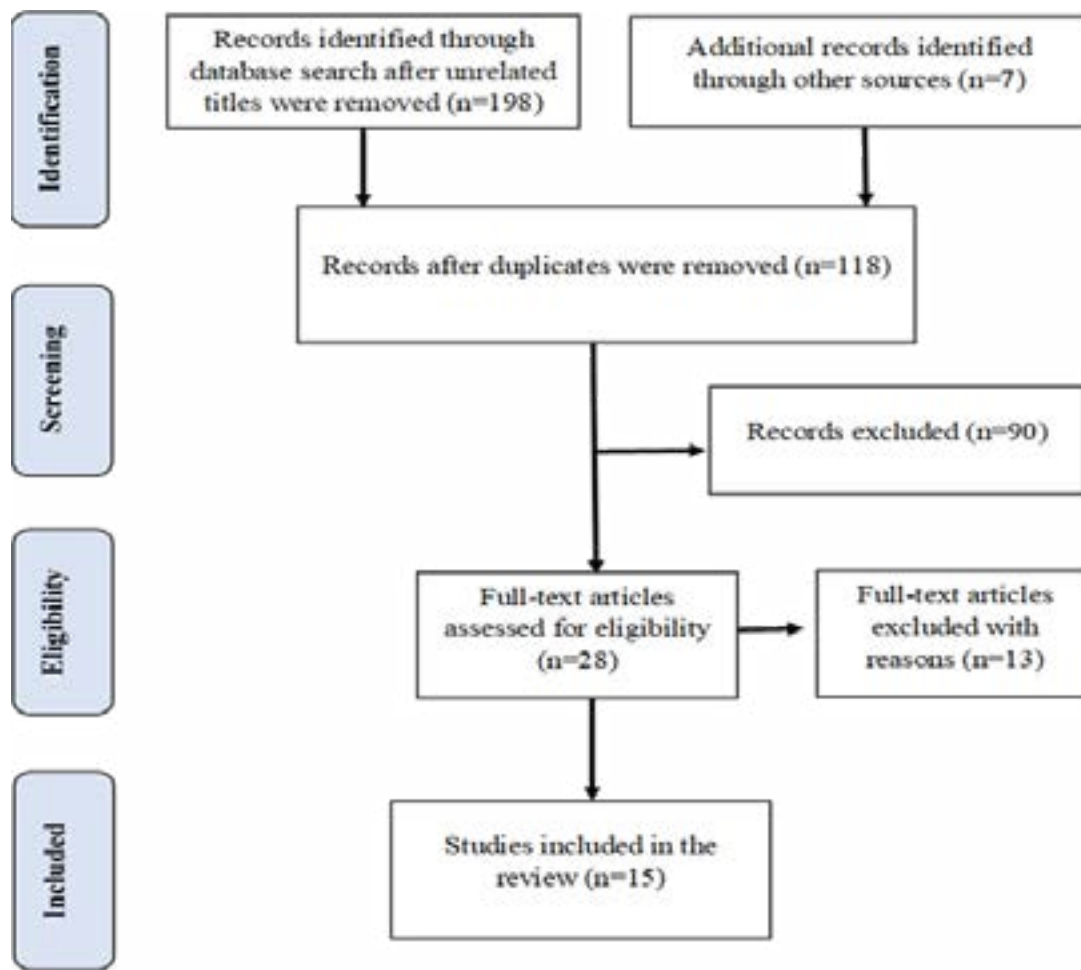 Identification
Records identified through
database search after unrelated
titles were removed (n=198)
Additional records identified
through other sources (n=7)
Records after duplicates were removed (n=118)
Screening
Records excluded (n=90)
Eligibility
Full-text articles
assessed for eligibility
(n=28)
Full-text articles
excluded with
reasons (n=13)
Included
Studies included in the
review (n=15)